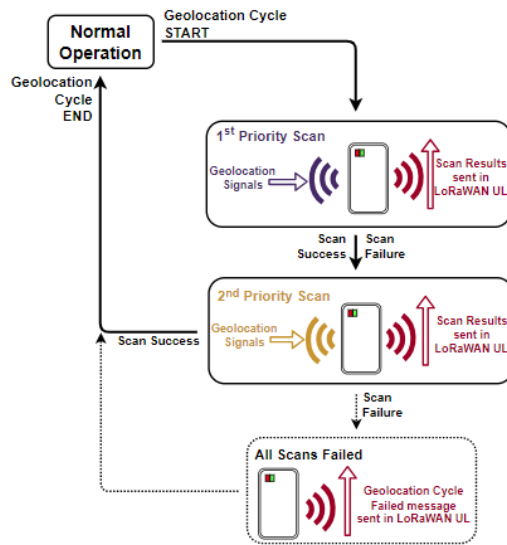 Geolocation Cycle
START
Normal
Operation
Geolocation
Cycle
END
1st Priority Scan
Geolocation
Signals
Scan Results
sent in
LoRaWAN UL
Scan
Success
Scan
Failure
2nd Priority Scan
Geolocation
Signals
Scan Results
sent in
LoRaWAN UL
Scan Success
Scan
Failure
All Scans Failed
Geolocation Cycle
Failed message
sent in LoRaWAN UL